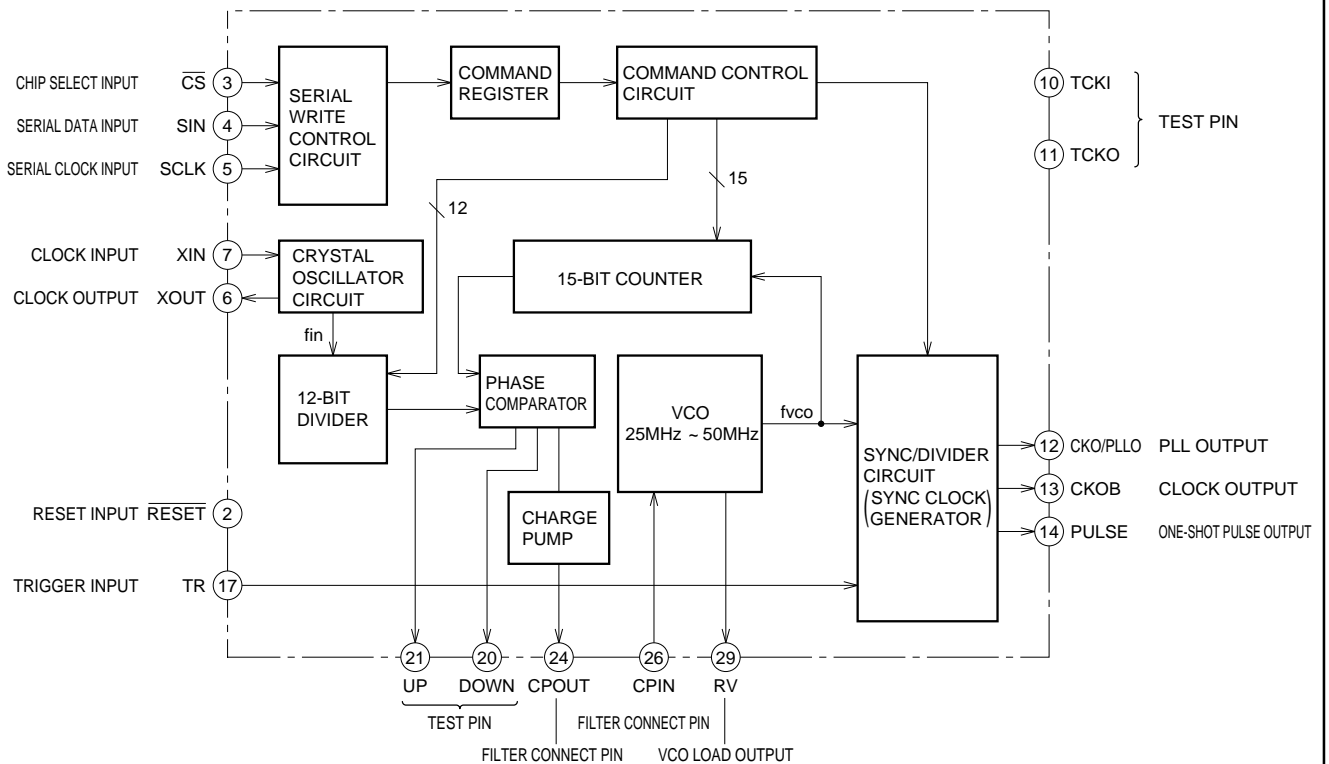 CHIP SELECT INPUT CS 3
SERIAL DATA INPUT SIN 4
SERIAL CLOCK INPUT SCLK 5
SERIAL
WRITE
CONTROL
CIRCUIT
COMMAND
REGISTER
COMMAND CONTROL
CIRCUIT
10 TCKI
11 TCKO
TEST PIN
12
15
CLOCK INPUT XIN 7
CLOCK OUTPUT XOUT 6
CRYSTAL
OSCILLATOR
CIRCUIT
15-BIT COUNTER
fin
12-BIT
DIVIDER
PHASE
COMPARATOR
VCO
25MHz ~ 50MHz
fvco
SYNC/DIVIDER
CIRCUIT
(SYNC CLOCK
GENERATOR)
12 CKO/PLLO PLL OUTPUT
13 CKOB CLOCK OUTPUT
14 PULSE ONE-SHOT PULSE OUTPUT
RESET INPUT RESET 2
CHARGE
PUMP
TRIGGER INPUT TR 17
21 20 24 26 29
UP DOWN CPOUT CPIN RV
TEST PIN FILTER CONNECT PIN
FILTER CONNECT PIN VCO LOAD OUTPUT